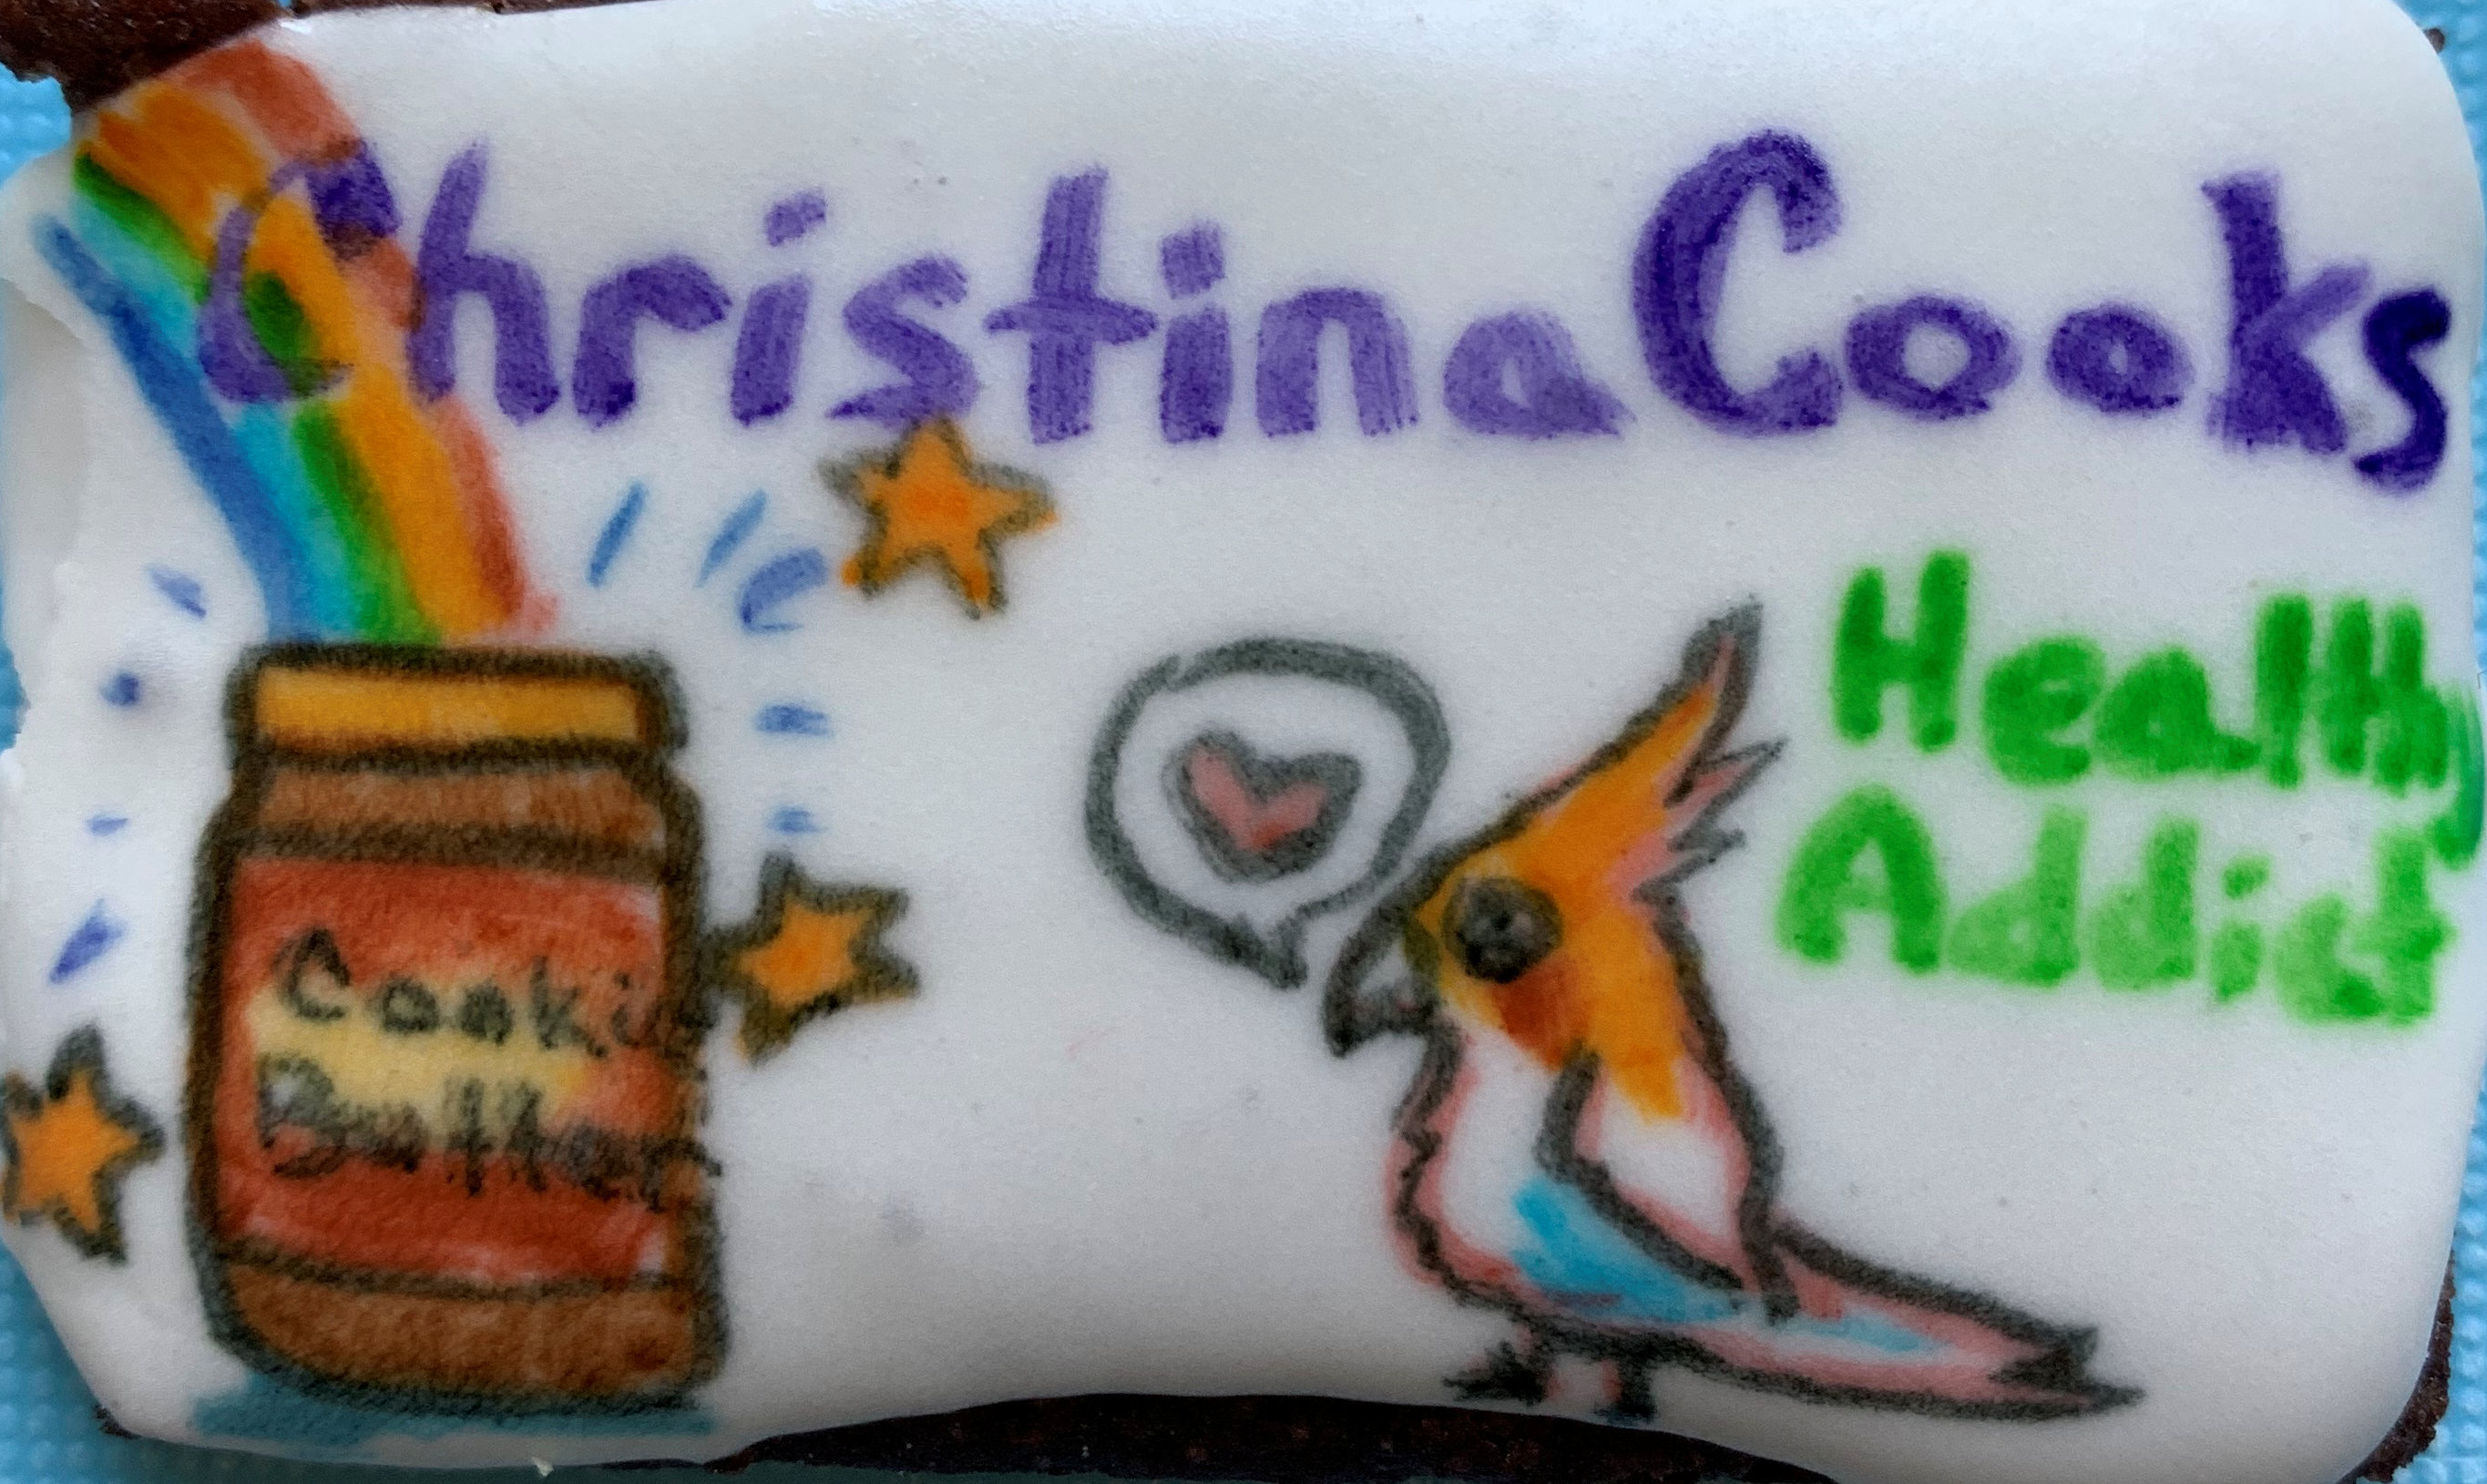 ChristinaCooks
Healthy
Addict
Cookie
Butter